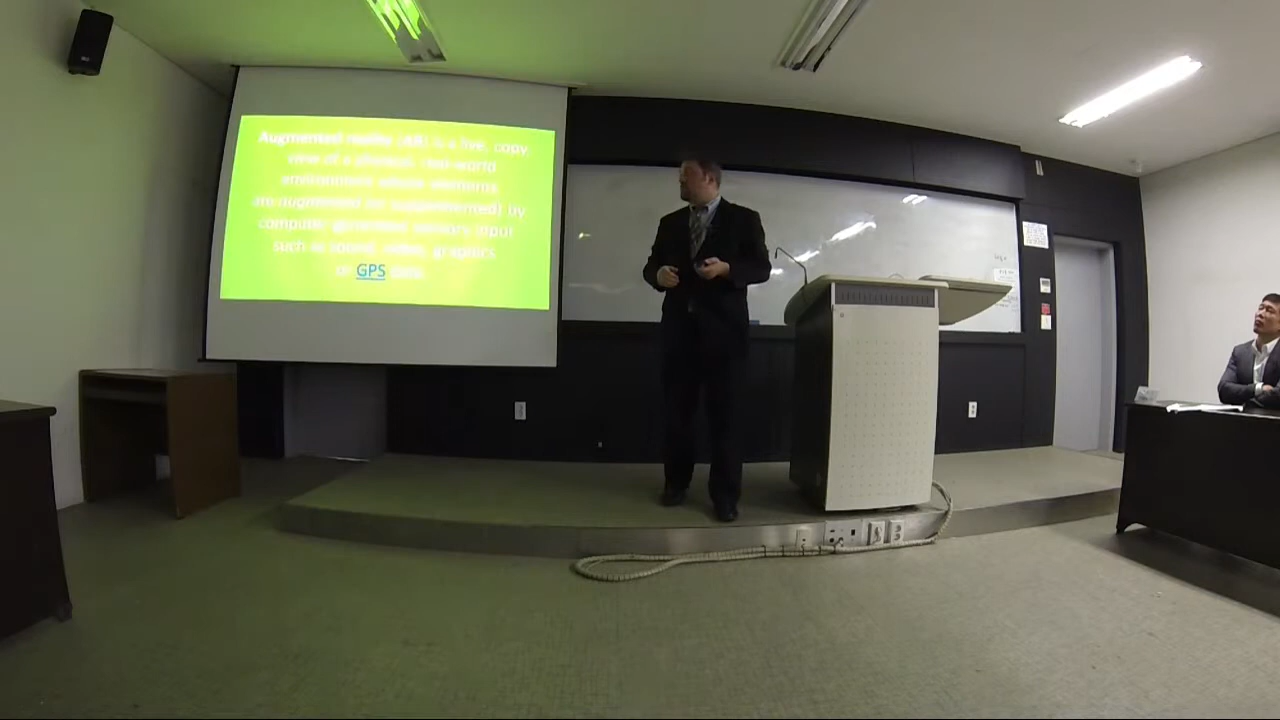 Augmented reality (AR) is a live, copy,
view of a physical, real-world
environment whose elements
are augmented (or supplemented) by
computer-generated sensory input
such as sound, video, graphics
or GPS data.